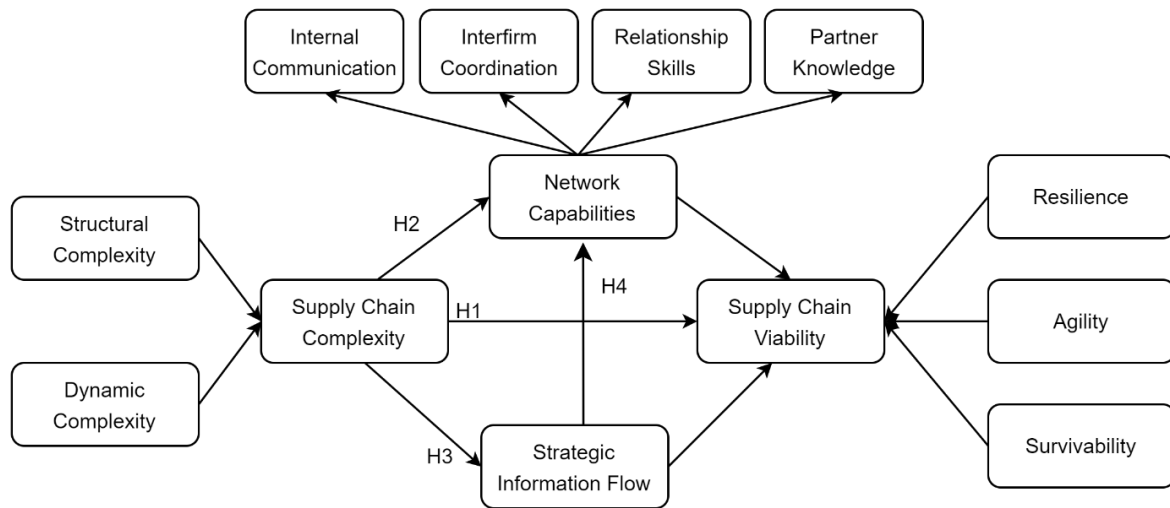 Internal
Communication
Interfirm
Coordination
Relationship
Skills
Partner
Knowledge
Network
Capabilities
Structural
Complexity
Resilience
H2
H4
Supply Chain
Complexity
H1
Supply Chain
Viability
Agility
Dynamic
Complexity
H3
Strategic
Information Flow
Survivability